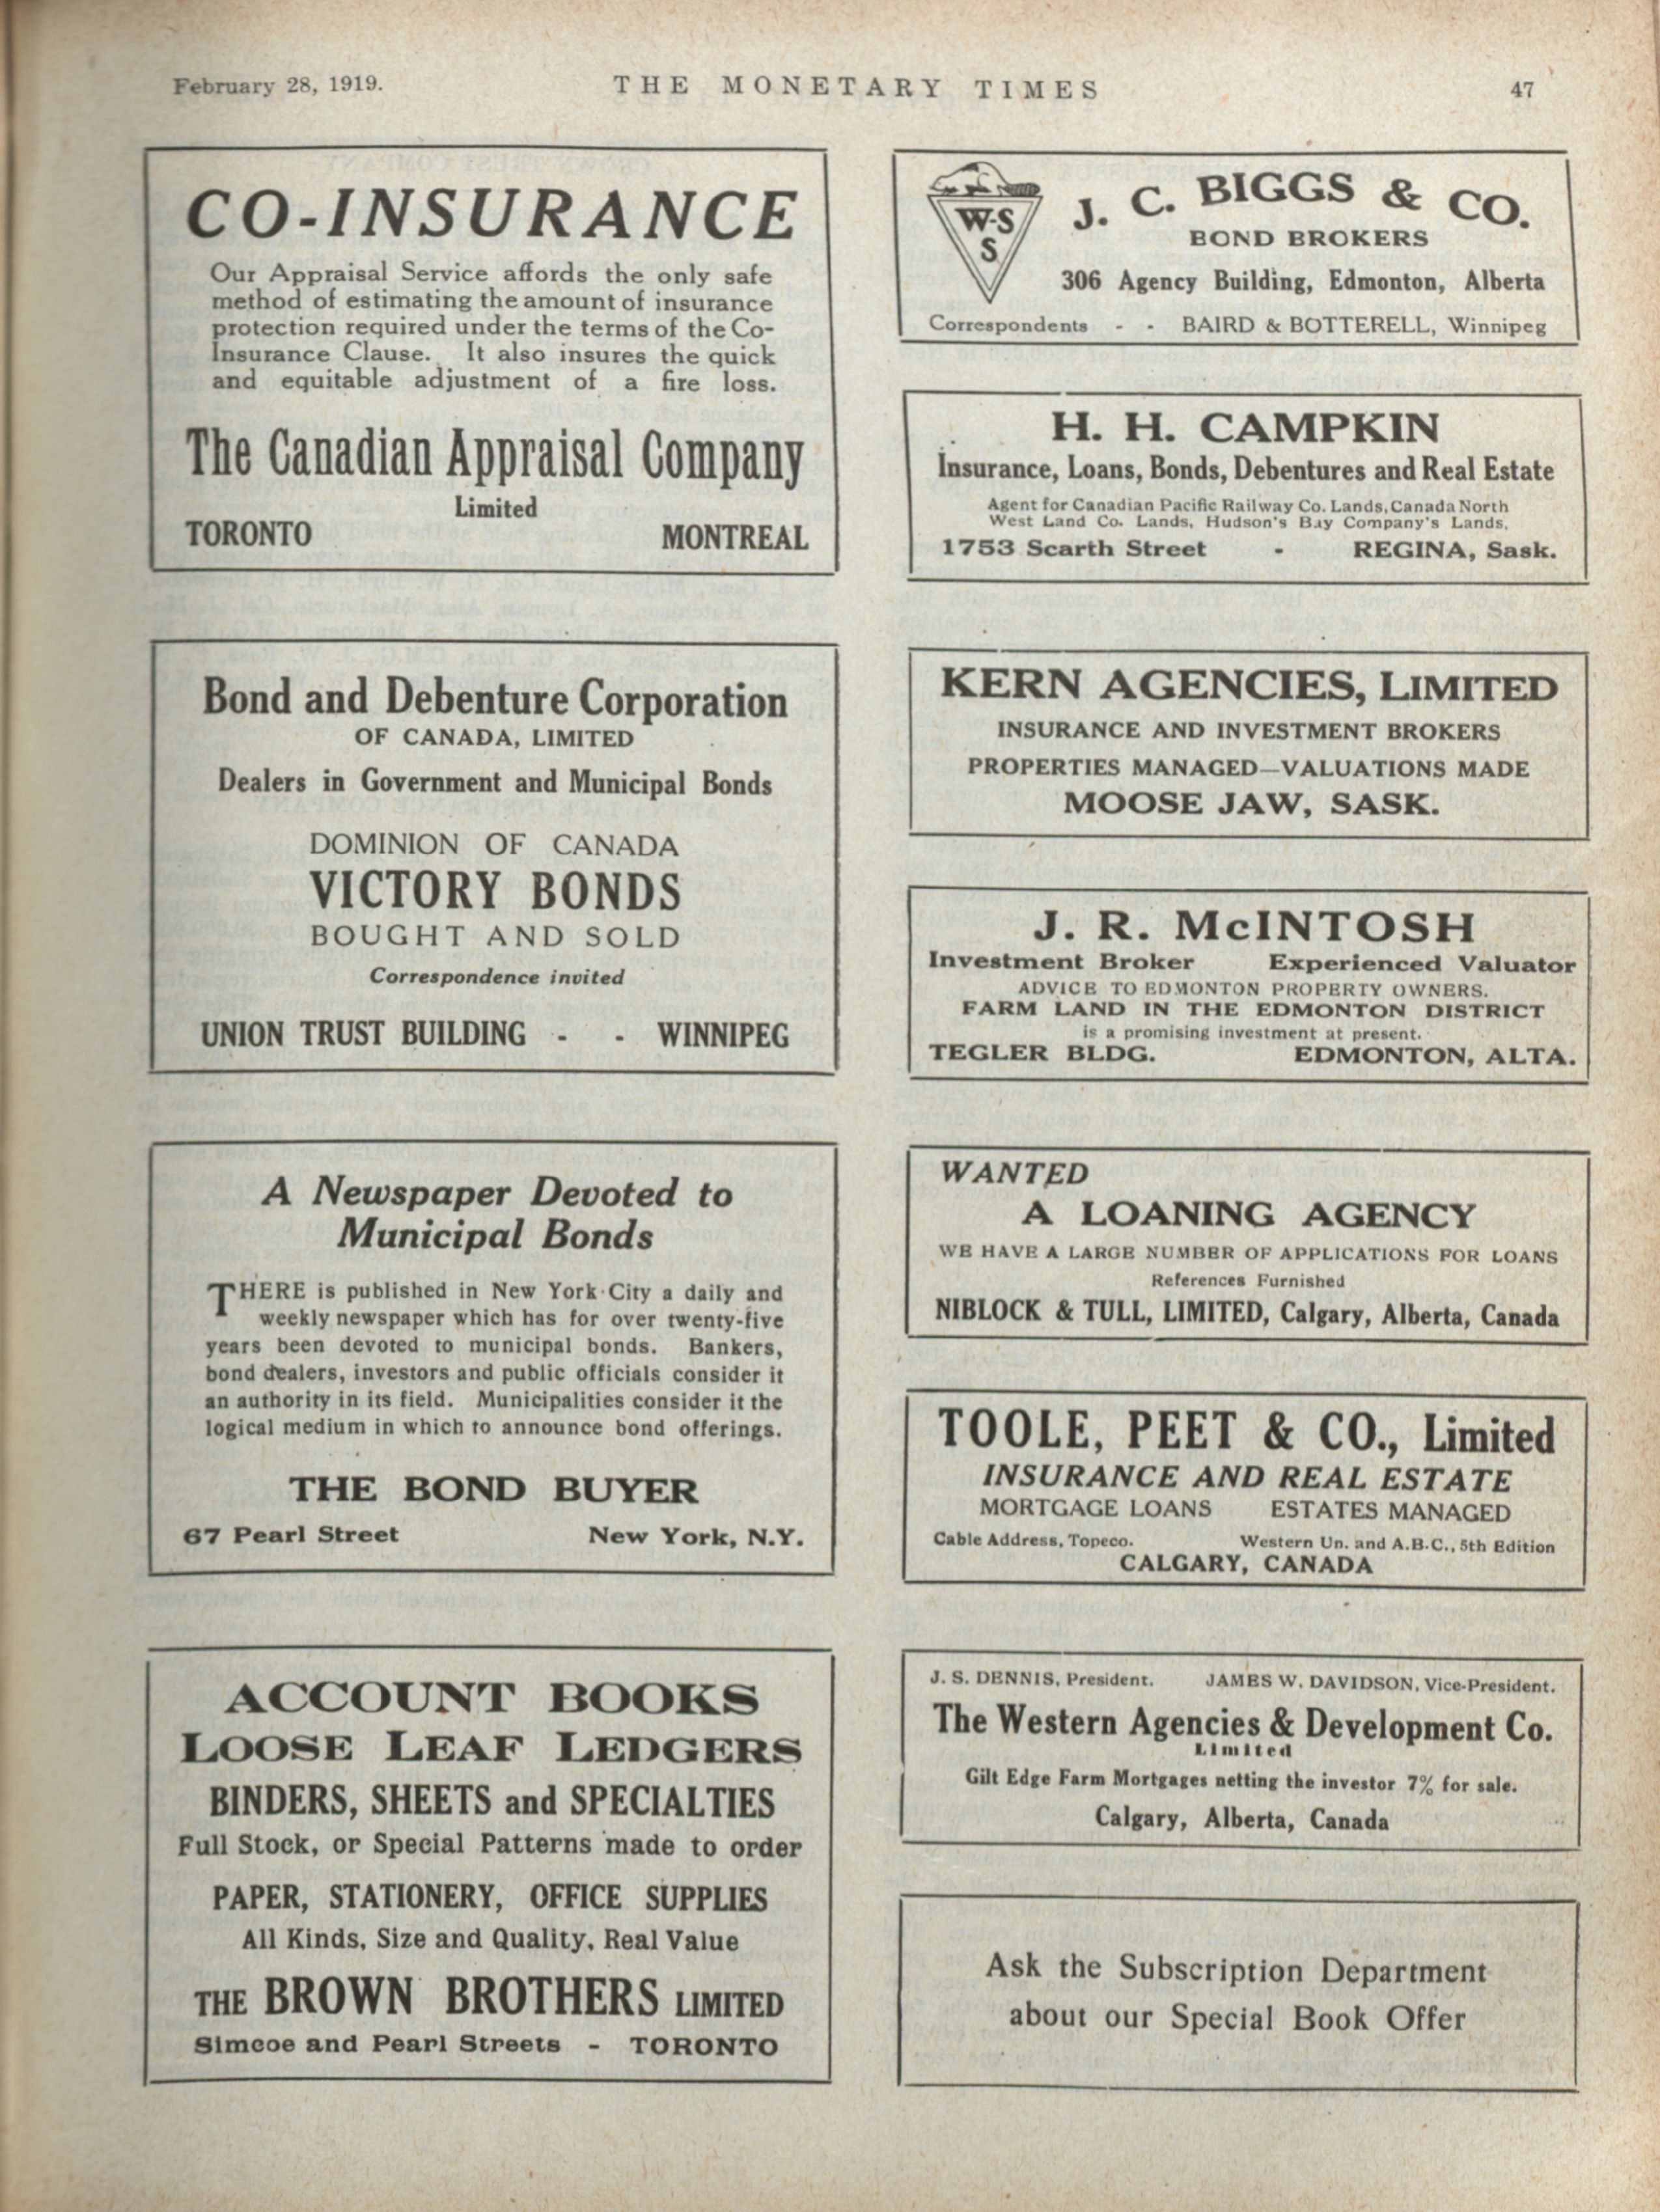 February 28, 1919.
THE MONETARY TIMES
47
CO-INSURANCE
Our Appraisal Service affords the only safe
method of estimating the amount of insurance
protection required under the terms of the Co-
Insurance Clause. It also insures the quick
and equitable adjustment of a fire loss.
The Canadian Appraisal Company
Limited
TORONTO MONTREAL
Bond and Debenture Corporation
OF CANADA, LIMITED
Dealers in Government and Municipal Bonds
DOMINION OF CANADA
VICTORY BONDS
BOUGHT AND SOLD
Correspondence invited
UNION TRUST BUILDING - - WINNIPEG
A Newspaper Devoted to
Municipal Bonds
THERE is published in New York City a daily and
weekly newspaper which has for over twenty-five
years been devoted to municipal bonds. Bankers,
bond dealers, investors and public officials consider it
an authority in its field. Municipalities consider it the
logical medium in which to announce bond offerings.
THE BOND BUYER
67 Pearl Street New York, N.Y.
ACCOUNT BOOKS
LOOSE LEAF LEDGERS
BINDERS, SHEETS and SPECIALTIES
Full Stock, or Special Patterns made to order
PAPER, STATIONERY, OFFICE SUPPLIES
All Kinds, Size and Quality, Real Value
THE BROWN BROTHERS LIMITED
Simcoe and Pearl Streets - TORONTO
W-S
S
J. C. BIGGS & CO.
BOND BROKERS
306 Agency Building, Edmonton, Alberta
Correspondents - - BAIRD & BOTTERELL, Winnipeg
H. H. CAMPKIN
Insurance, Loans, Bonds, Debentures and Real Estate
Agent for Canadian Pacific Railway Co. Lands, Canada North
West Land Co. Lands, Hudson's Bay Company's Lands,
1753 Scarth Street - REGINA, Sask.
KERN AGENCIES, LIMITED
INSURANCE AND INVESTMENT BROKERS
PROPERTIES MANAGED—VALUATIONS MADE
MOOSE JAW, SASK.
J. R. McINTOSH
Investment Broker Experienced Valuator
ADVICE TO EDMONTON PROPERTY OWNERS.
FARM LAND IN THE EDMONTON DISTRICT
is a promising investment at present.
TEGLER BLDG. EDMONTON, ALTA.
WANTED
A LOANING AGENCY
WE HAVE A LARGE NUMBER OF APPLICATIONS FOR LOANS
References Furnished
NIBLOCK & TULL, LIMITED, Calgary, Alberta, Canada
TOOLE, PEET & CO., Limited
INSURANCE AND REAL ESTATE
MORTGAGE LOANS ESTATES MANAGED
Cable Address, Topeco. Western Un. and A.B.C., 5th Edition
CALGARY, CANADA
J. S. DENNIS, President. JAMES W. DAVIDSON, Vice-President.
The Western Agencies & Development Co.
Limited
Gilt Edge Farm Mortgages netting the investor 7% for sale.
Calgary, Alberta, Canada
Ask the Subscription Department
about our Special Book Offer